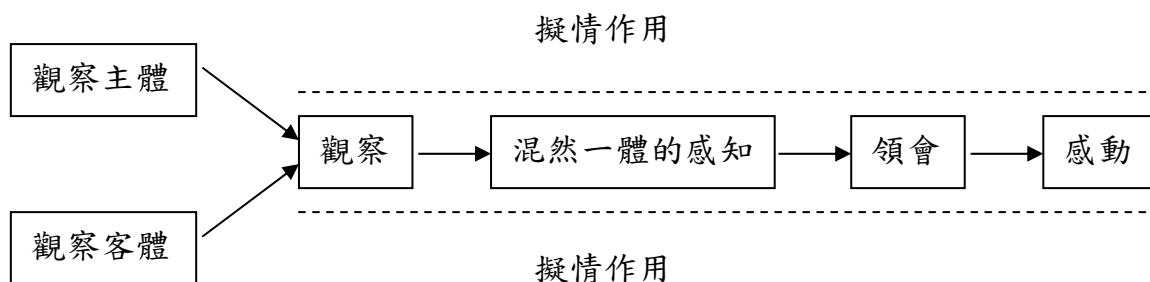 擬情作用
觀察主體
觀察
混然一體的感知
領會
感動
觀察客體
擬情作用